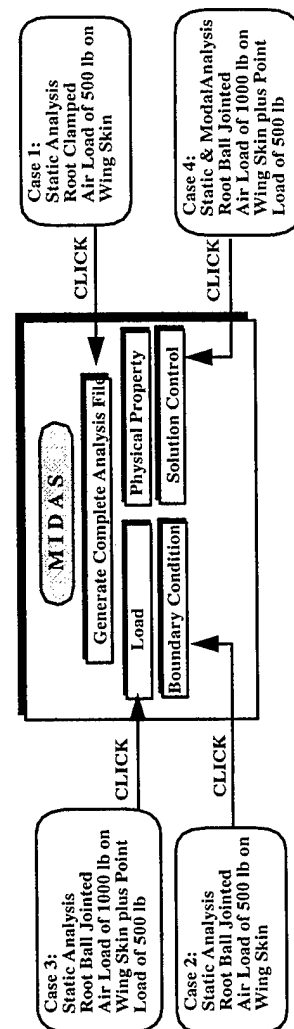 Case 3:
Static Analysis
Root Ball Jointed
Air Load of 1000 lb on
Wing Skin plus Point
Load of 500 lb
Case 2:
Static Analysis
Root Ball Jointed
Air Load of 500 lb on
Wing Skin
CLICK
CLICK
MIDAS
Generate Complete Analysis File
Load
Physical Property
Boundary Condition
Solution Control
CLICK
CLICK
Case 1:
Static Analysis
Root Clamped
Air Load of 500 lb on
Wing Skin
Case 4:
Static & ModalAnalysis
Root Ball Jointed
Air Load of 1000 lb on
Wing Skin plus Point
Load of 500 lb